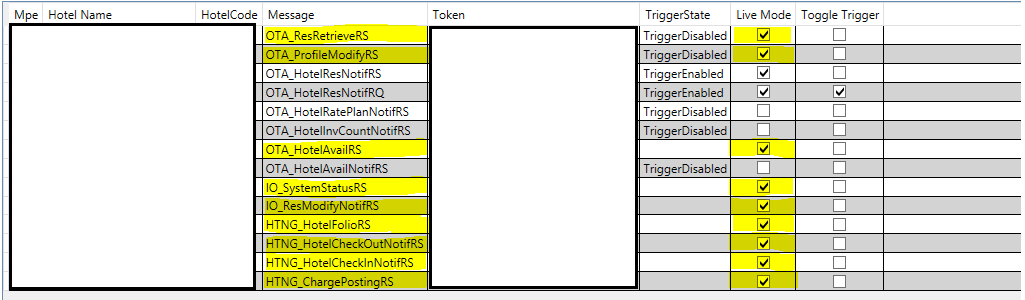 Mpe Hotel Name HotelCode Message Token TriggerState Live Mode Toggle Trigger
OTA_ResRetrieveRS TriggerDisabled
OTA_ProfileModifyRS TriggerDisabled
OTA_HotelResNotifRS TriggerEnabled
OTA_HotelResNotifRQ TriggerEnabled
OTA_HotelRatePlanNotifRS TriggerDisabled
OTA_HotelInvCountNotifRS TriggerDisabled
OTA_HotelAvailRS
OTA_HotelAvailNotifRS TriggerDisabled
IO_SystemStatusRS
IO_ResModifyNotifRS
HTNG_HotelFolioRS
HTNG_HotelCheckOutNotifRS
HTNG_HotelCheckInNotifRS
HTNG_ChargePostingRS